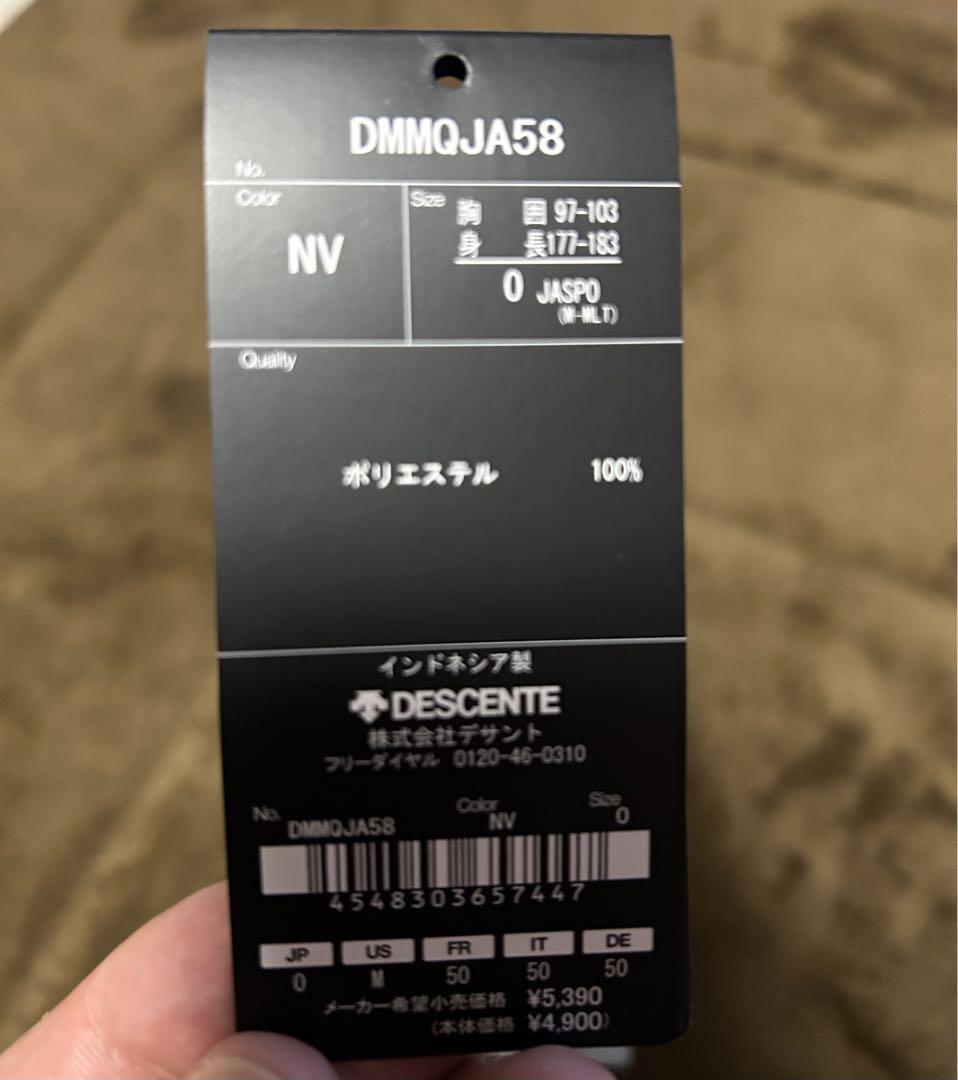 DMMQJA58
No.
Color
NV
Size
胸 囲 97-103
身 長177-183
O JASPO
(M-MLT)
Quality
ポリエステル 100%
インドネシア製
DESCENTE
株式会社デサント
フリーダイヤル 0120-46-0310
No. Color Size
DMMQJA58 NV O
4548303657447
JP US FR IT DE
O M 50 50 50
メーカー希望小売価格 ¥5,390
(本体価格 ¥4,900)